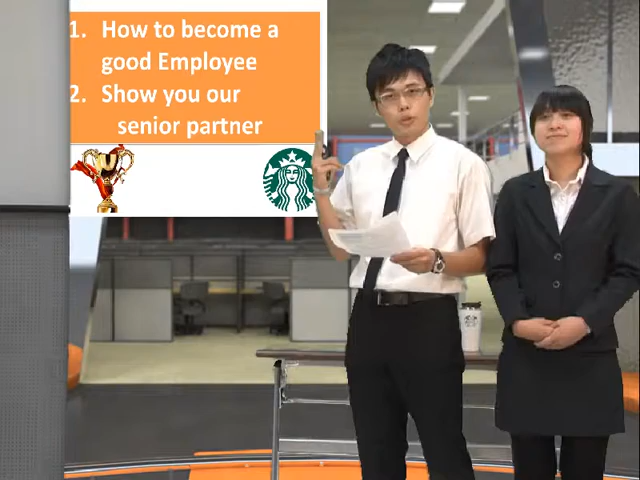 1. How to become a
good Employee
2. Show you our
senior partner